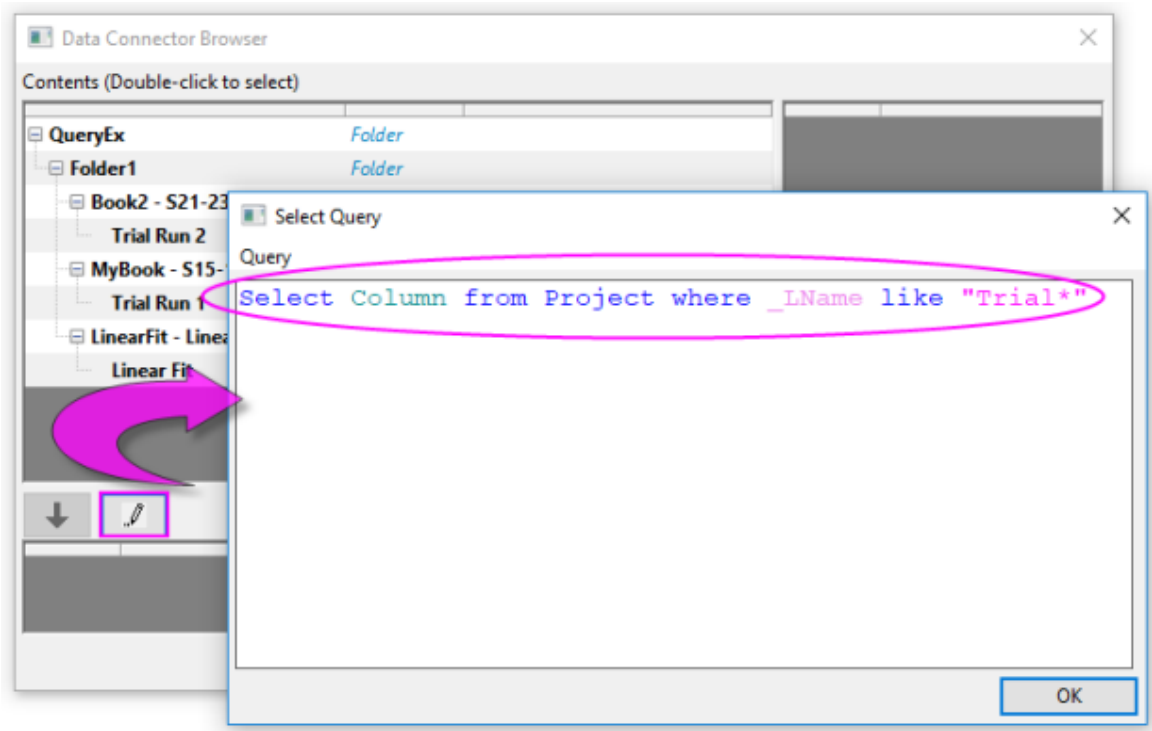 Data Connector Browser
Contents (Double-click to select)
QueryEx Folder
Folder1 Folder
Book2 - S21-23
Trial Run 2
MyBook - S15-
Trial Run 1
LinearFit - Linea
Linear Fit
Select Query
Query
Select Column from Project where _LName like "Trial*"
OK